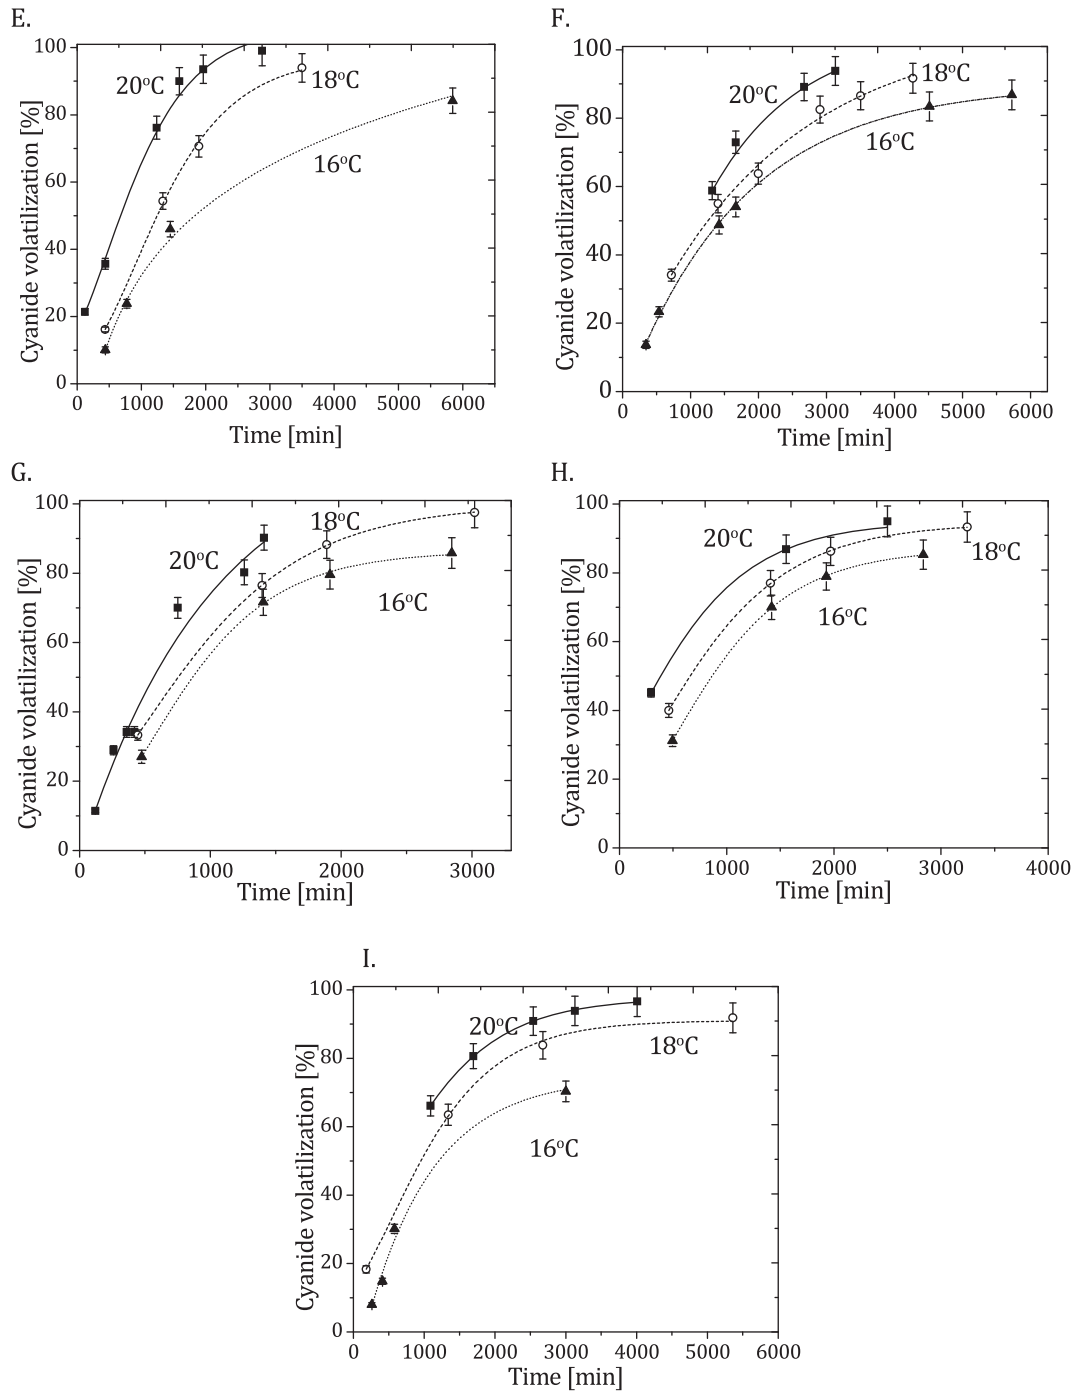 E.
Cyanide volatilization [%]
100
80
60
40
20
0
20°C
18°C
16°C
0 1000 2000 3000 4000 5000 6000
Time [min]
F.
Cyanide volatilization [%]
100
80
60
40
20
0
20°C
18°C
16°C
0 1000 2000 3000 4000 5000 6000
Time [min]
G.
Cyanide volatilization [%]
100
80
60
40
20
0
18°C
20°C
16°C
0 1000 2000 3000
Time [min]
H.
Cyanide volatilization [%]
100
80
60
40
20
0
20°C
18°C
16°C
0 1000 2000 3000 4000
Time [min]
I.
Cyanide volatilization [%]
100
80
60
40
20
0
20°C
18°C
16°C
0 1000 2000 3000 4000 5000 6000
Time [min]